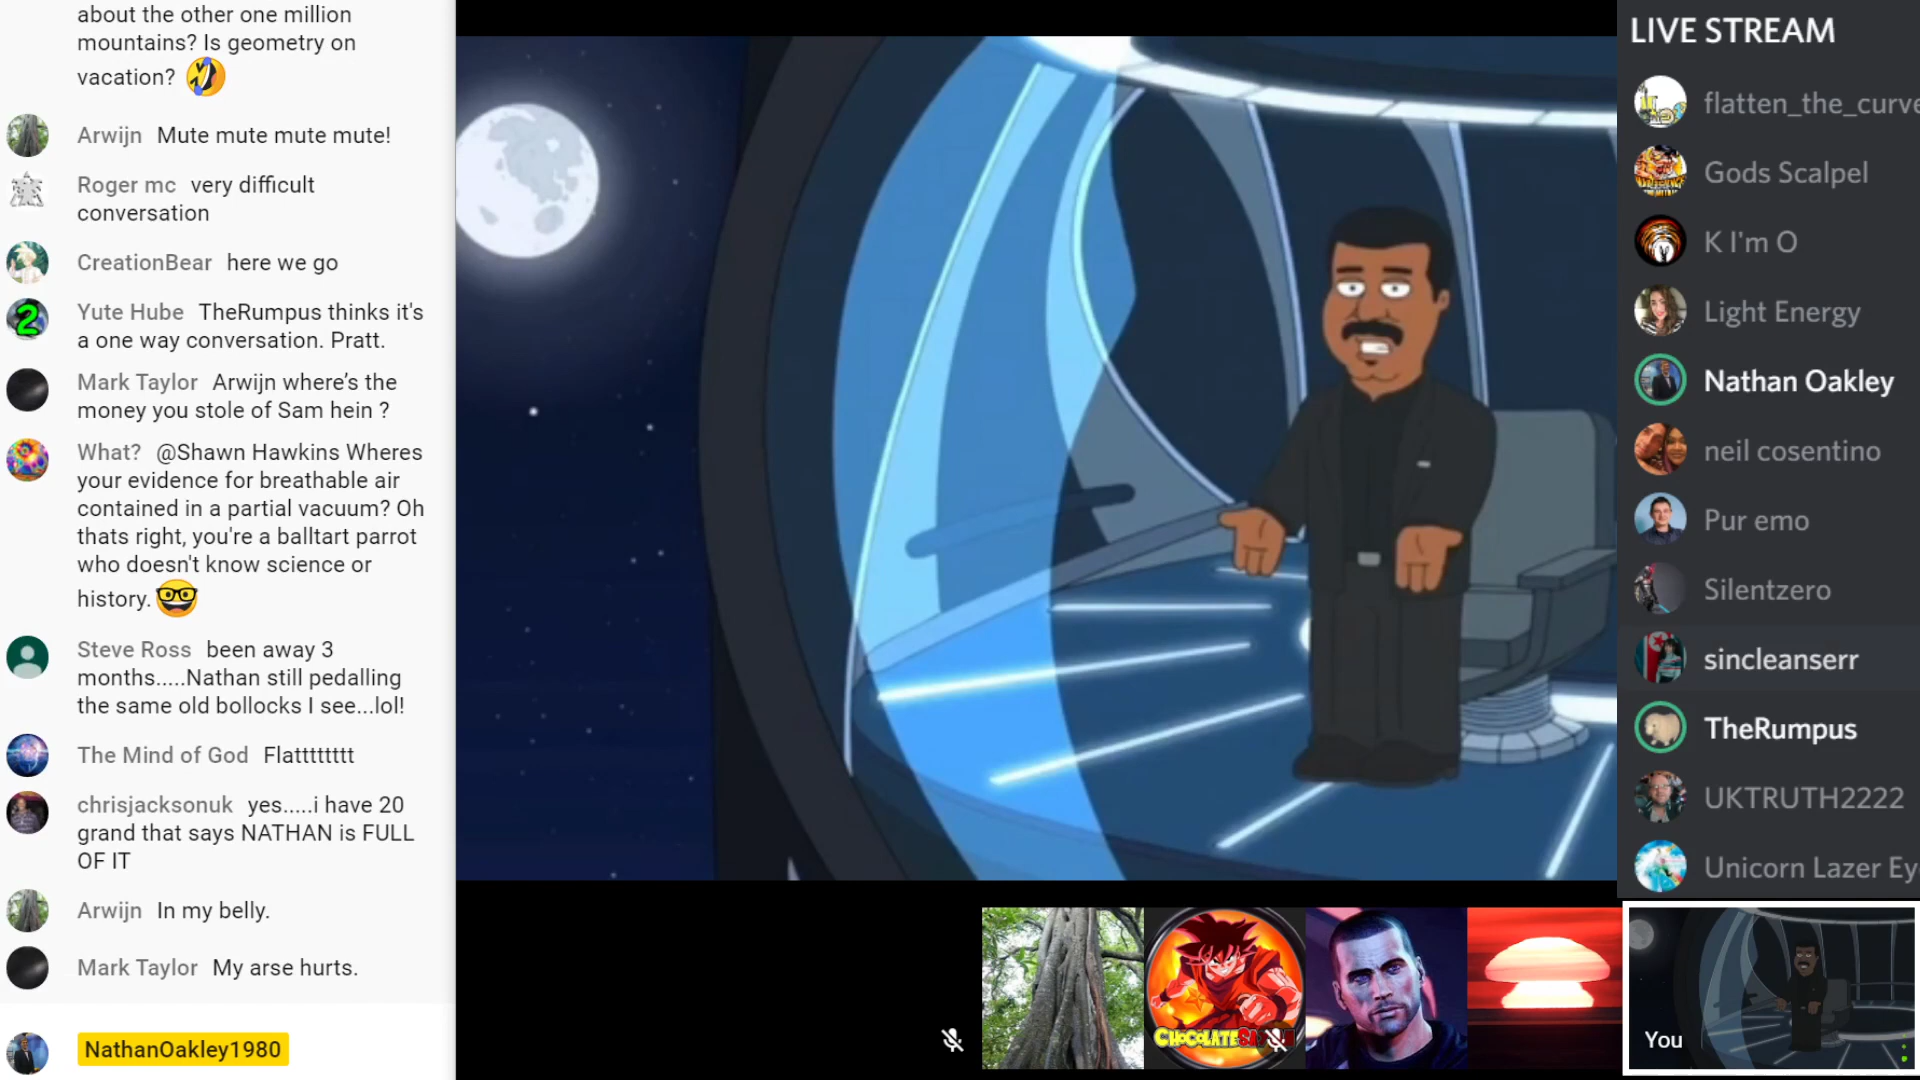 about the other one million
mountains? Is geometry on
vacation? 🤣
Arwijn Mute mute mute mute!
Roger mc very difficult
conversation
CreationBear here we go
Yute Hube TheRumpus thinks it's
a one way conversation. Pratt.
Mark Taylor Arwijn where’s the
money you stole of Sam hein ?
What? @Shawn Hawkins Wheres
your evidence for breathable air
contained in a partial vacuum? Oh
thats right, you're a balltart parrot
who doesn't know science or
history. 🤓
Steve Ross been away 3
months.....Nathan still pedalling
the same old bollocks I see...lol!
The Mind of God Flatttttttt
chrisjacksonuk yes.....i have 20
grand that says NATHAN is FULL
OF IT
Arwijn In my belly.
Mark Taylor My arse hurts.
NathanOakley1980
2
CHOCOLATE
You
LIVE STREAM
flatten_the_curve
Gods Scalpel
K I'm O
Light Energy
Nathan Oakley
neil cosentino
Pur emo
Silentzero
sincleanserr
TheRumpus
UKTRUTH2222
Unicorn Lazer Ey